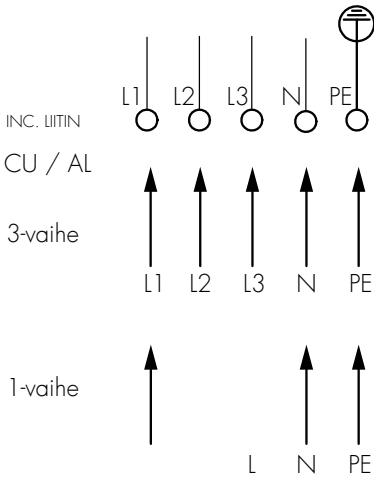 L1 L2 L3 N PE
INC. LIITIN
CU / AL
3-vaihe
L1 L2 L3 N PE
1-vaihe
L N PE